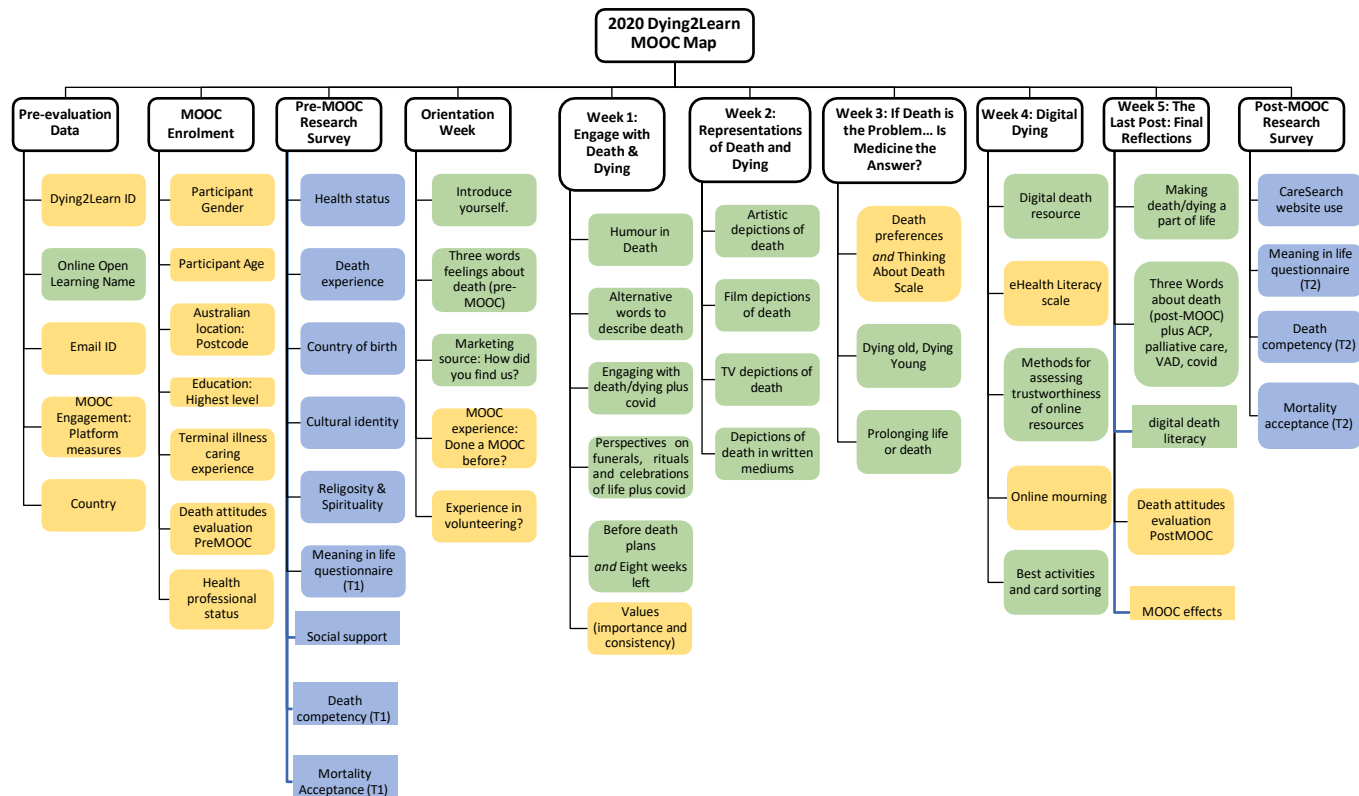 2020 Dying2Learn
MOOC Map
Pre-evaluation
Data
Dying2Learn ID
Online Open
Learning Name
Email ID
MOOC
Engagement:
Platform
measures
Country
MOOC
Enrolment
Participant
Gender
Participant Age
Australian
location:
Postcode
Education:
Highest level
Terminal illness
caring
experience
Death attitudes
evaluation
PreMOOC
Health
professional
status
Pre-MOOC
Research
Survey
Health status
Death
experience
Country of birth
Cultural identity
Religosity &
Spirituality
Meaning in life
questionnaire
(T1)
Social support
Death
competency (T1)
Mortality
Acceptance (T1)
Orientation
Week
Introduce
yourself.
Three words
feelings about
death (pre-
MOOC)
Marketing
source: How did
you find us?
MOOC
experience:
Done a MOOC
before?
Experience in
volunteering?
Week 1:
Engage with
Death &
Dying
Humour in
Death
Alternative
words to
describe death
Engaging with
death/dying plus
covid
Perspectives on
funerals, rituals
and celebrations
of life plus covid
Before death
plans
and Eight weeks
left
Values
(importance and
consistency)
Week 2:
Representations
of Death and
Dying
Artistic
depictions of
death
Film depictions
of death
TV depictions of
death
Depictions of
death in written
mediums
Week 3: If Death is
the Problem... Is
Medicine the
Answer?
Death
preferences
and Thinking
About Death
Scale
Dying old, Dying
Young
Prolonging life
or death
Week 4: Digital
Dying
Digital death
resource
eHealth Literacy
scale
Methods for
assessing
trustworthiness
of online
resources
Online mourning
Best activities
and card sorting
Week 5: The
Last Post: Final
Reflections
Making
death/dying a
part of life
Three Words
about death
(post-MOOC)
plus ACP,
palliative care,
VAD, covid
digital death
literacy
Death attitudes
evaluation
PostMOOC
MOOC effects
Post-MOOC
Research
Survey
CareSearch
website use
Meaning in life
questionnaire
(T2)
Death
competency (T2)
Mortality
acceptance (T2)